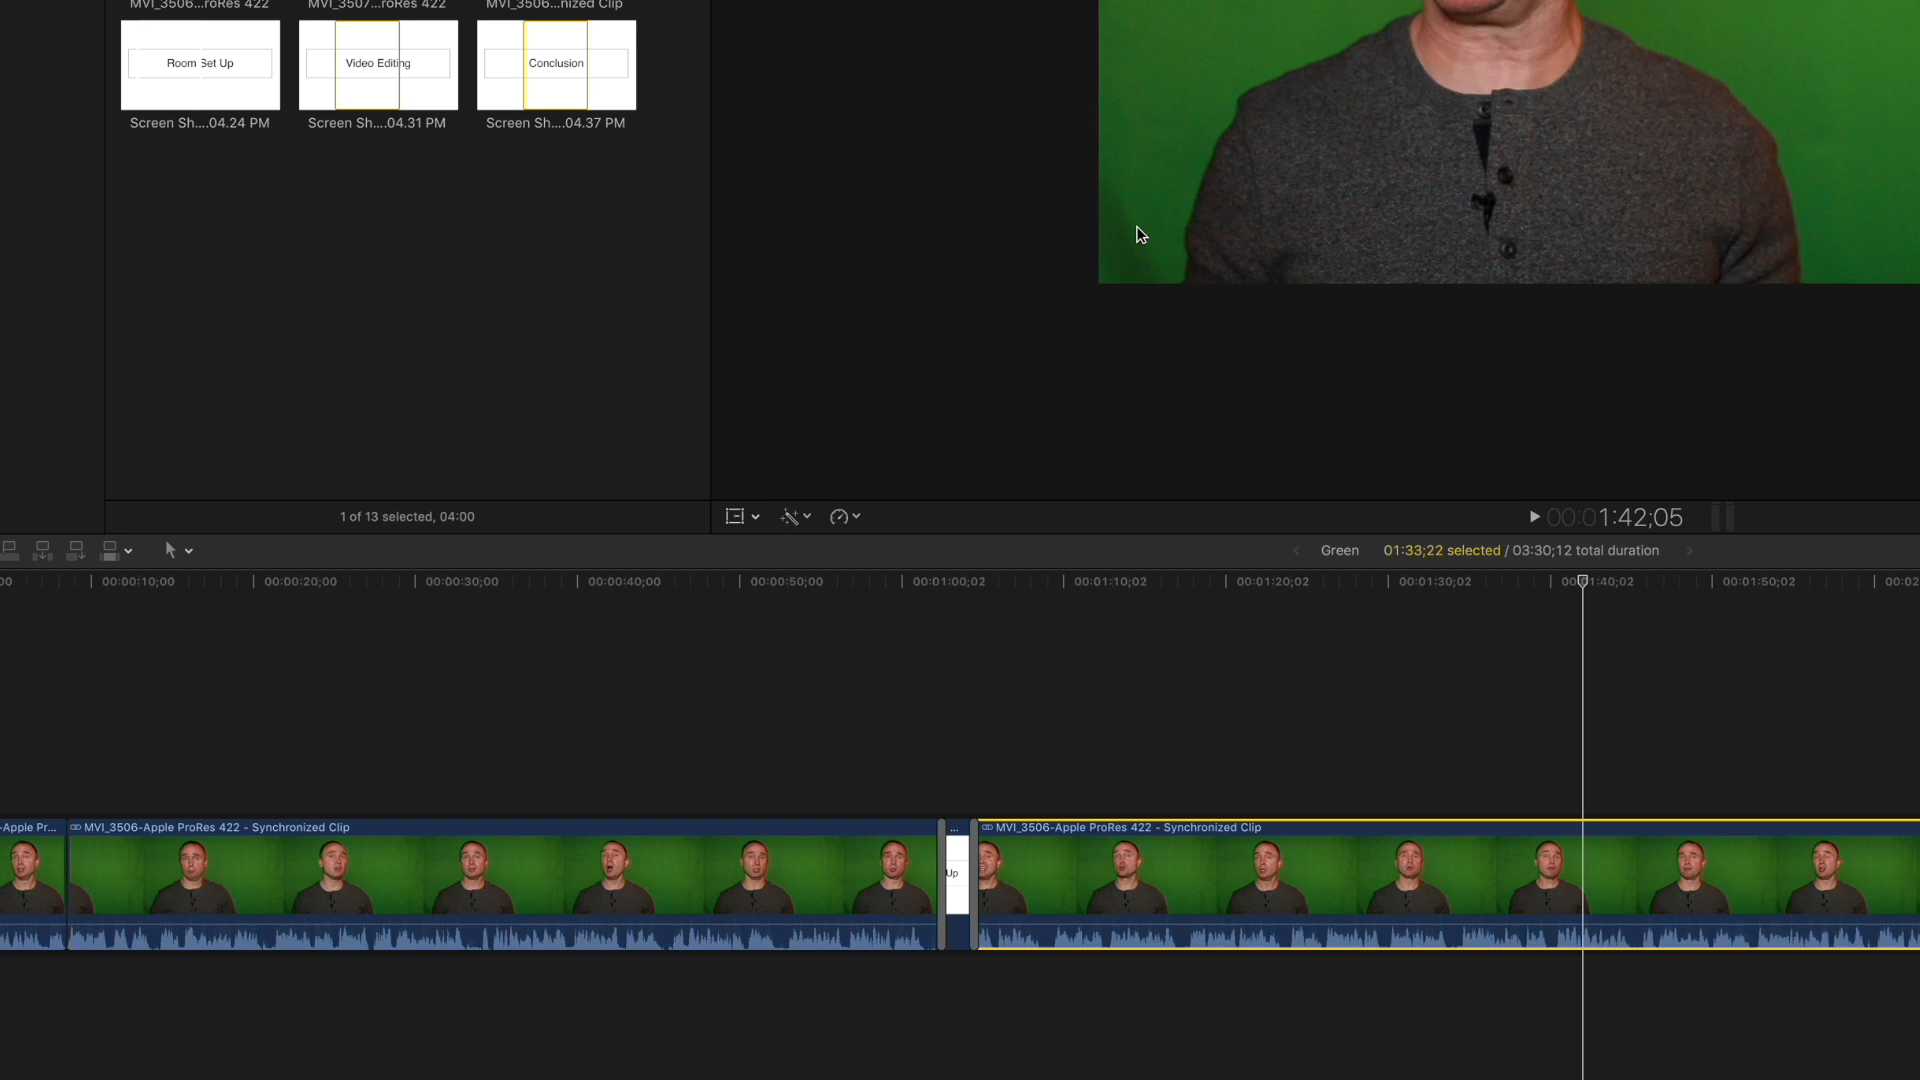 MVI_3506...roRes 422
MVI_3507...roRes 422
MVI_3506...nized Clip
Room Set Up
Video Editing
Conclusion
Screen Sh....04.24 PM
Screen Sh....04.31 PM
Screen Sh....04.37 PM
1 of 13 selected, 04:00
00:01:42;05
Green
01:33;22 selected / 03:30;12 total duration
00
00:00:10;00
00:00:20;00
00:00:30;00
00:00:40;00
00:00:50;00
00:01:00;02
00:01:10;02
00:01:20;02
00:01:30;02
00:01:40;02
00:01:50;02
00:02
-Apple Pr...
MVI_3506-Apple ProRes 422 - Synchronized Clip
...
MVI_3506-Apple ProRes 422 - Synchronized Clip
Up